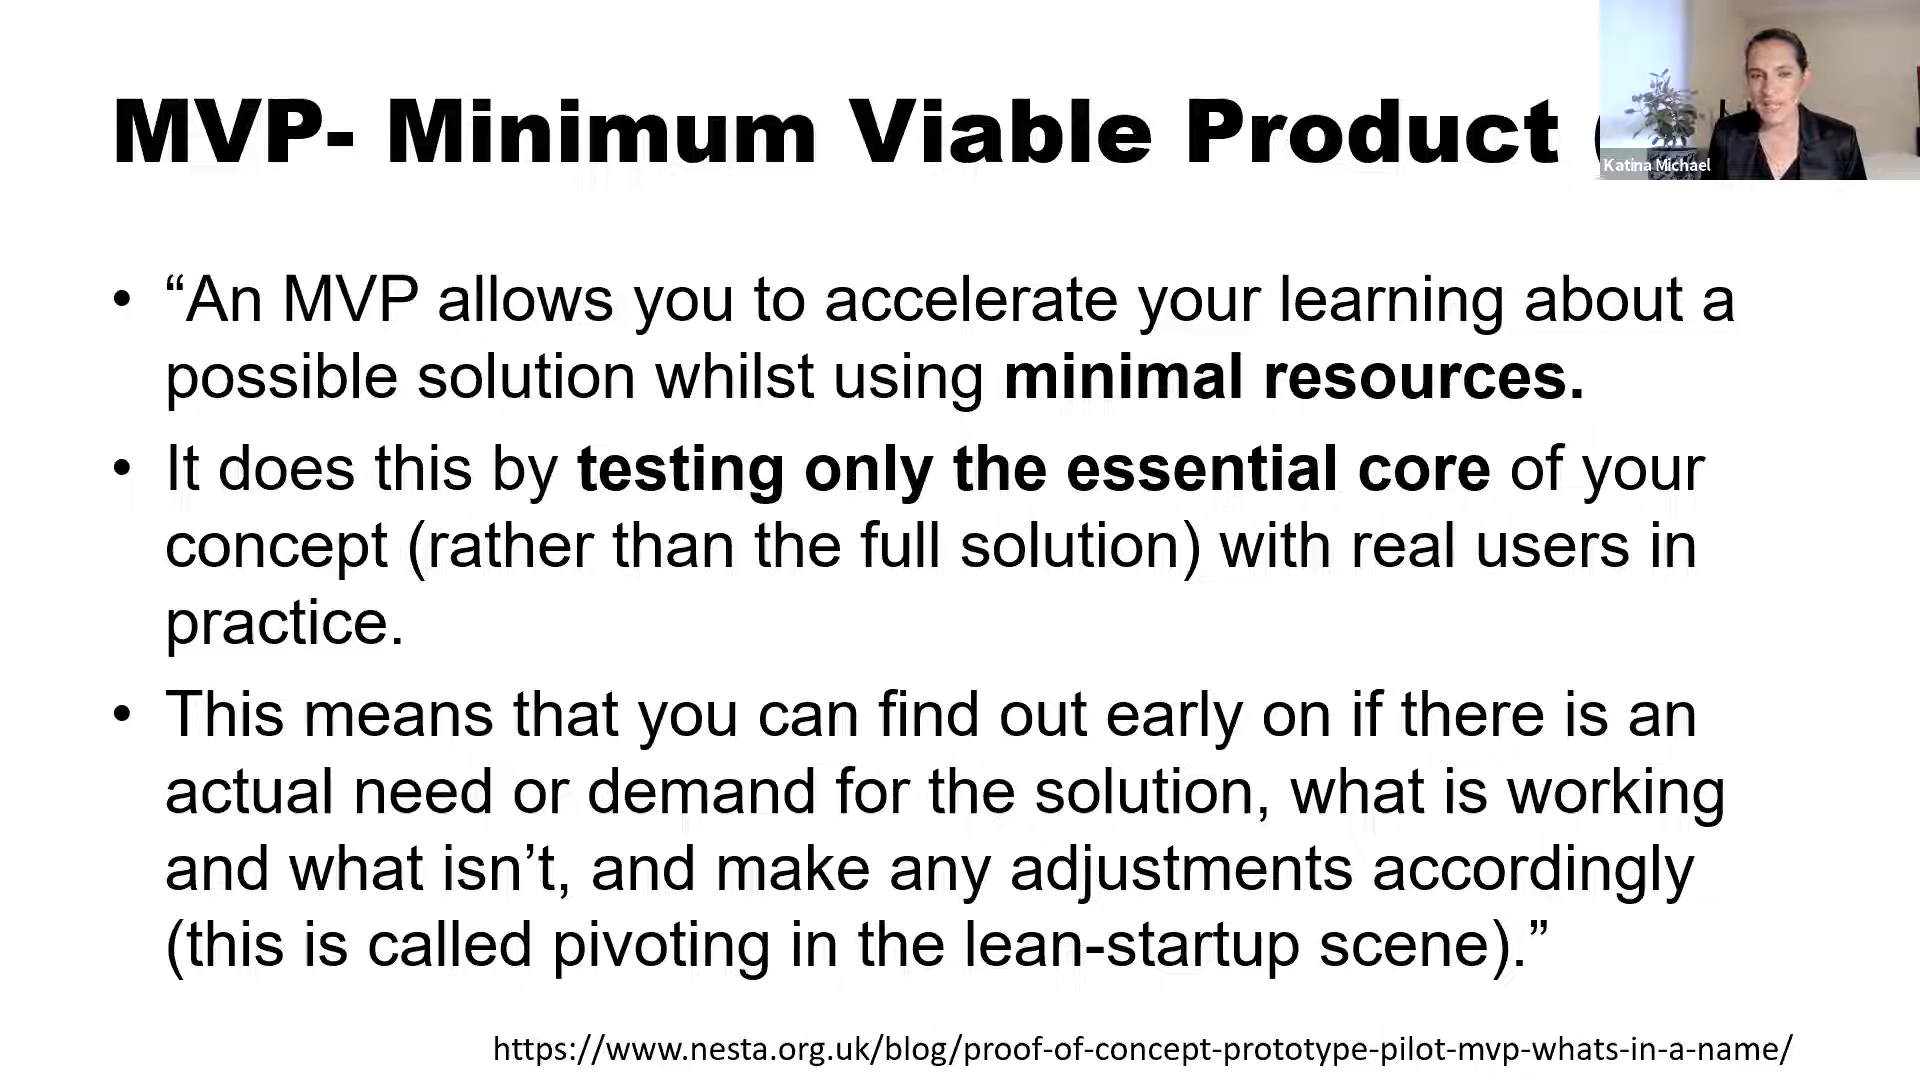 MVP- Minimum Viable Product
Katina Michael
• “An MVP allows you to accelerate your learning about a
possible solution whilst using minimal resources.
• It does this by testing only the essential core of your
concept (rather than the full solution) with real users in
practice.
• This means that you can find out early on if there is an
actual need or demand for the solution, what is working
and what isn’t, and make any adjustments accordingly
(this is called pivoting in the lean-startup scene).”
https://www.nesta.org.uk/blog/proof-of-concept-prototype-pilot-mvp-whats-in-a-name/